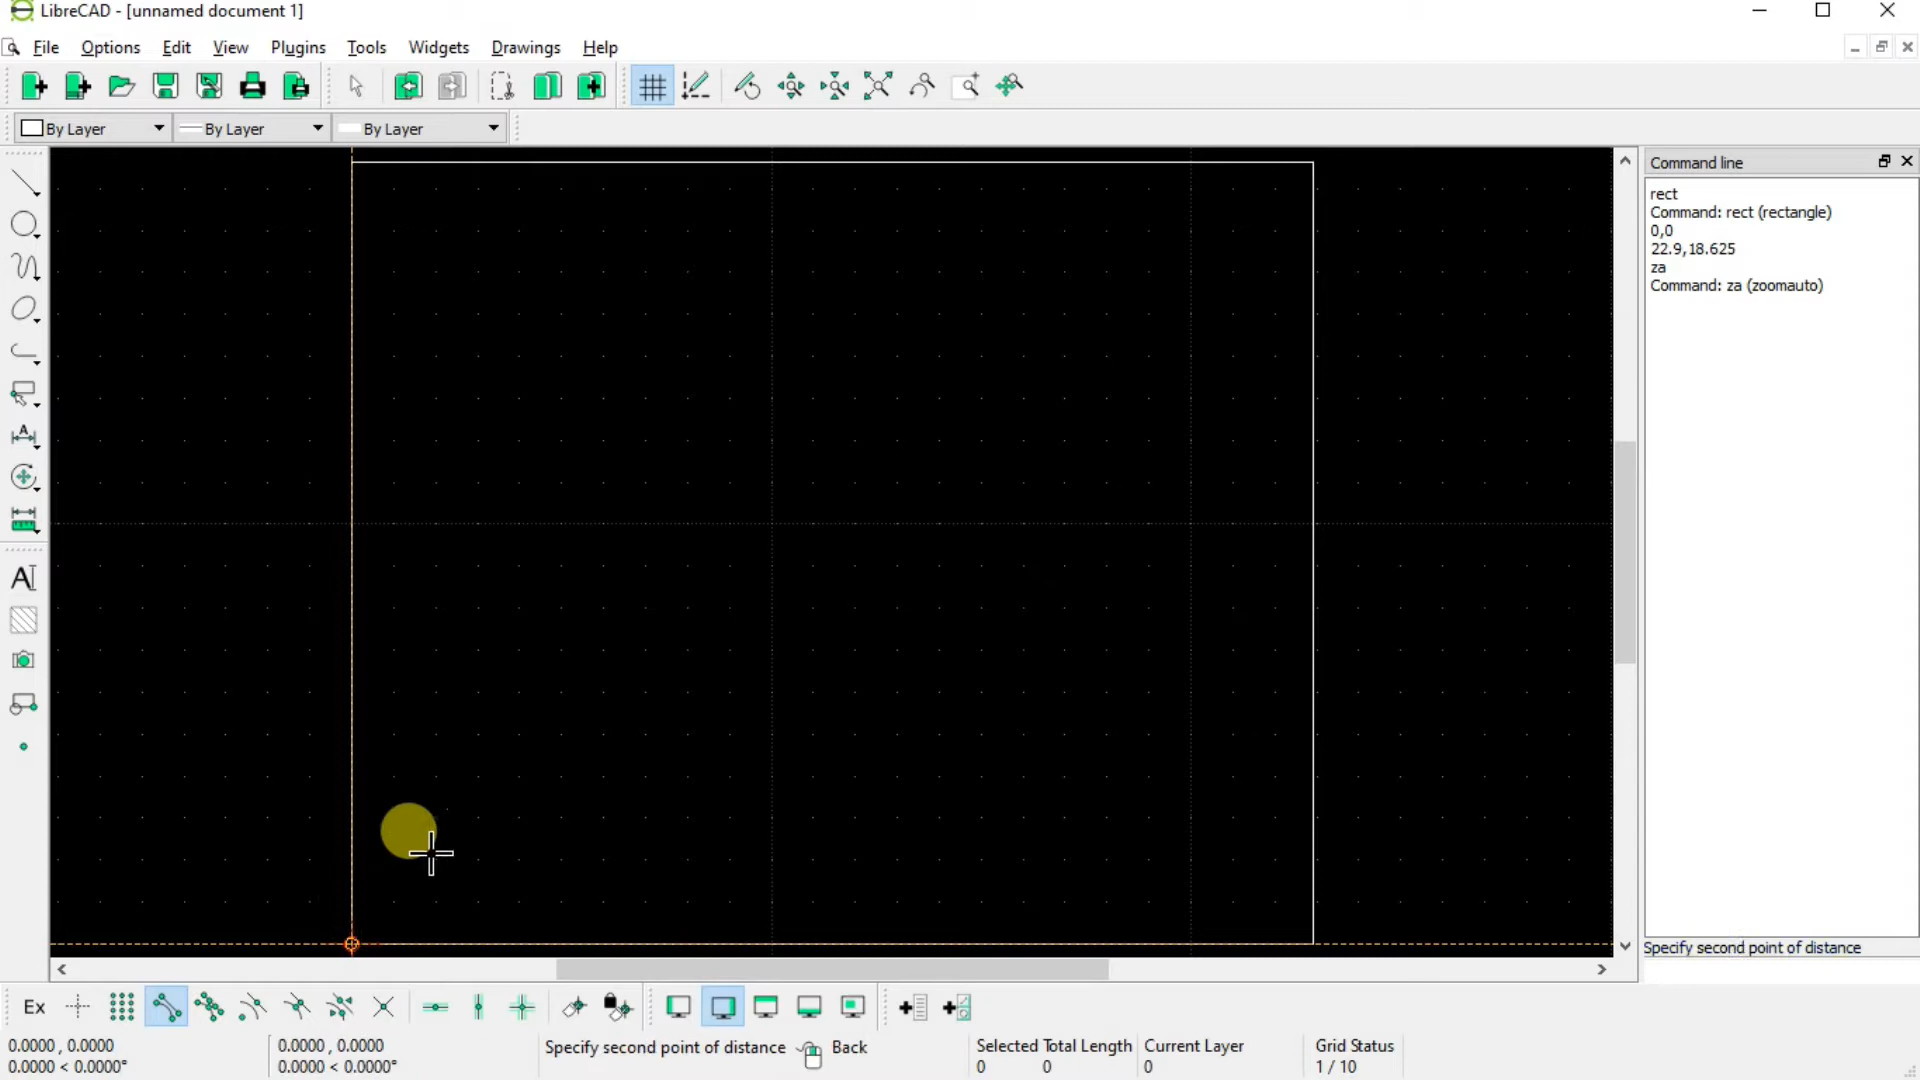 LibreCAD - [unnamed document 1]
File Options Edit View Plugins Tools Widgets Drawings Help
By Layer By Layer By Layer
Command line
rect
Command: rect (rectangle)
0,0
22.9,18.625
za
Command: za (zoomauto)
A
Specify second point of distance
Ex
0.0000 , 0.0000
0.0000 < 0.0000°
0.0000 , 0.0000
0.0000 < 0.0000°
Specify second point of distance Back
Selected Total Length
0 0
Current Layer
0
Grid Status
1 / 10